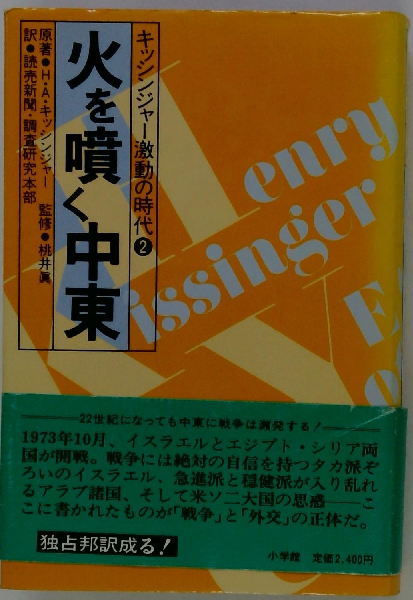 キッシンジャー激動の時代❷
火を噴く中東
原著●H・A・キッシンジャー 監修●桃井眞
訳●読売新聞・調査研究本部
Henry
Kissinger
Ye
o
22世紀になっても中東に戦争は瀕発する!
1973年10月、イスラエルとエジプト・シリア両
国が開戦。戦争には絶対の自信を持つタカ派ぞ
ろいのイスラエル、急進派と穏健派が入り乱れ
るアラブ諸国、そして米ソ二大国の思惑――こ
こに書かれたものが「戦争」と「外交」の正体だ。
独占邦訳成る!
小学館 定価2,400円